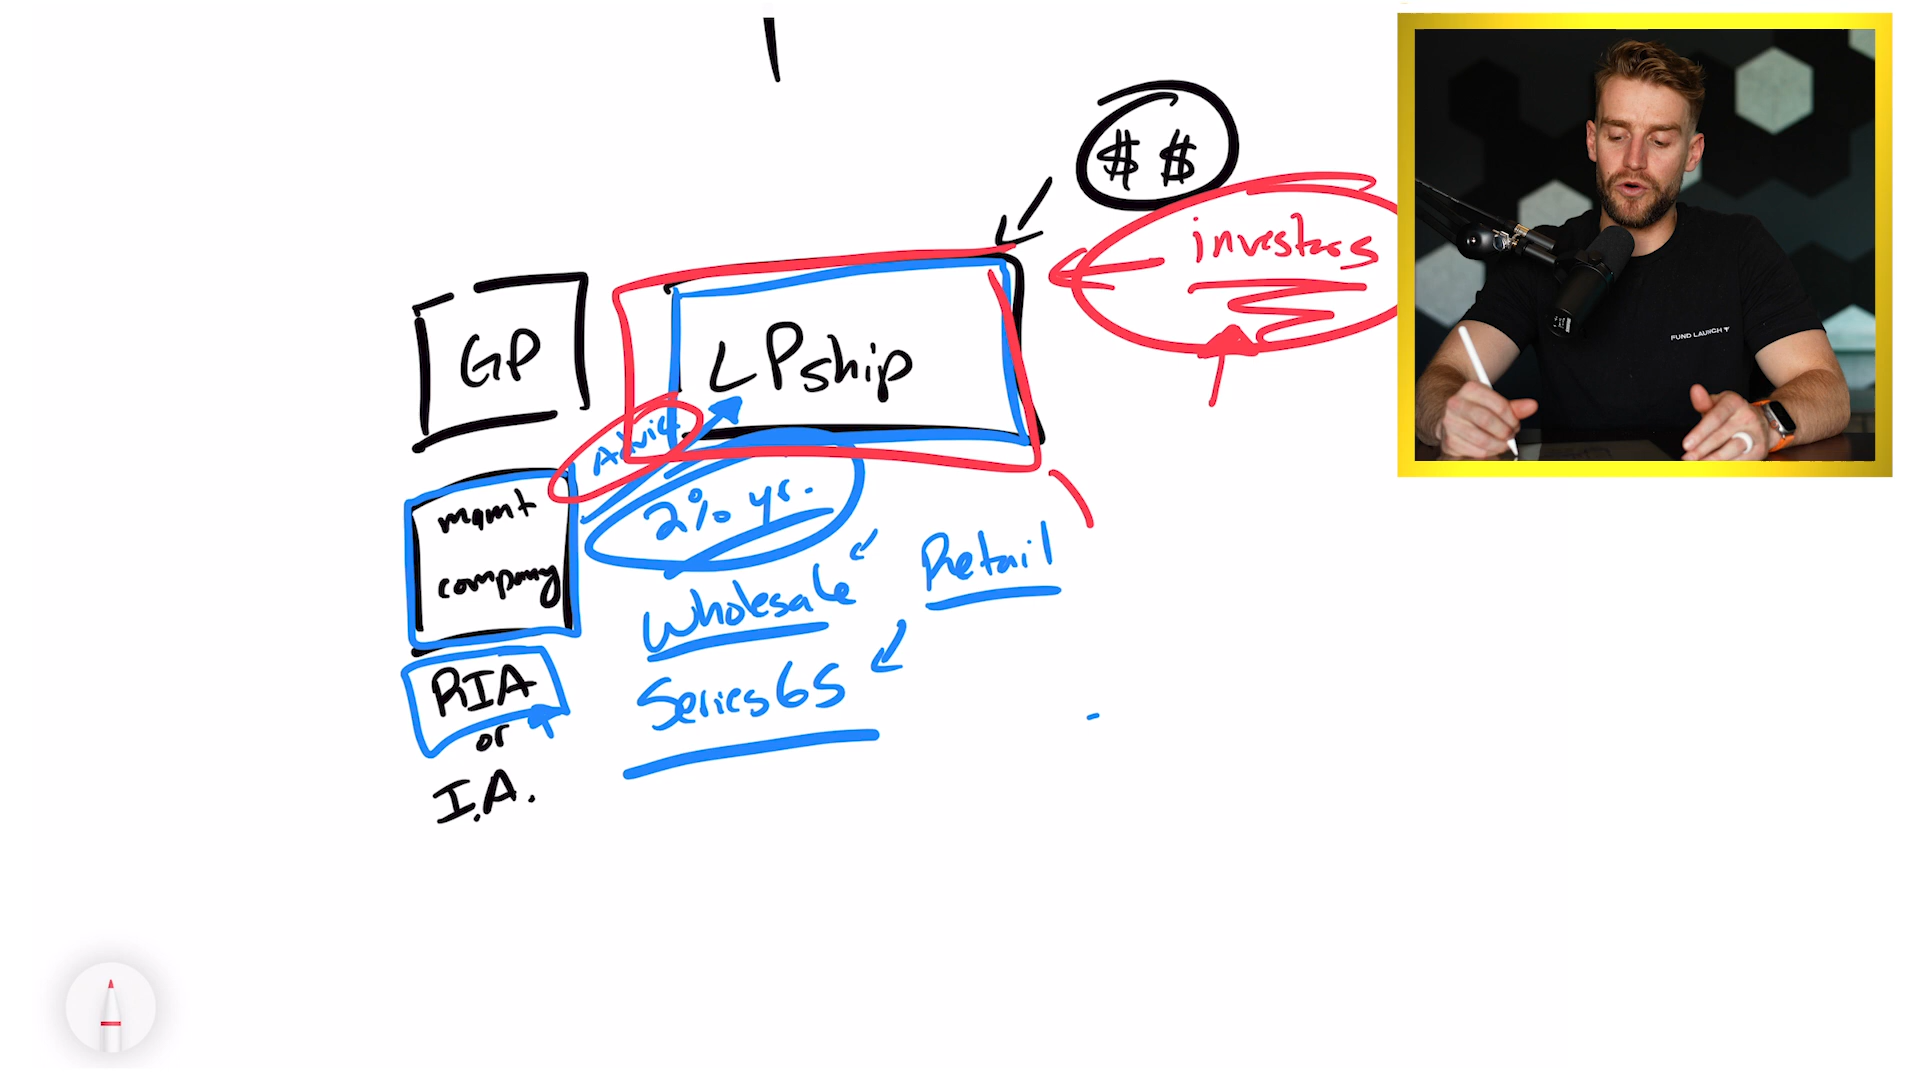 $ $
investors
GP
LPship
Advice
mgmt
company
2% yr.
Wholesale
Retail
RIA
or
I.A.
Series 65
FUND LAUNCH